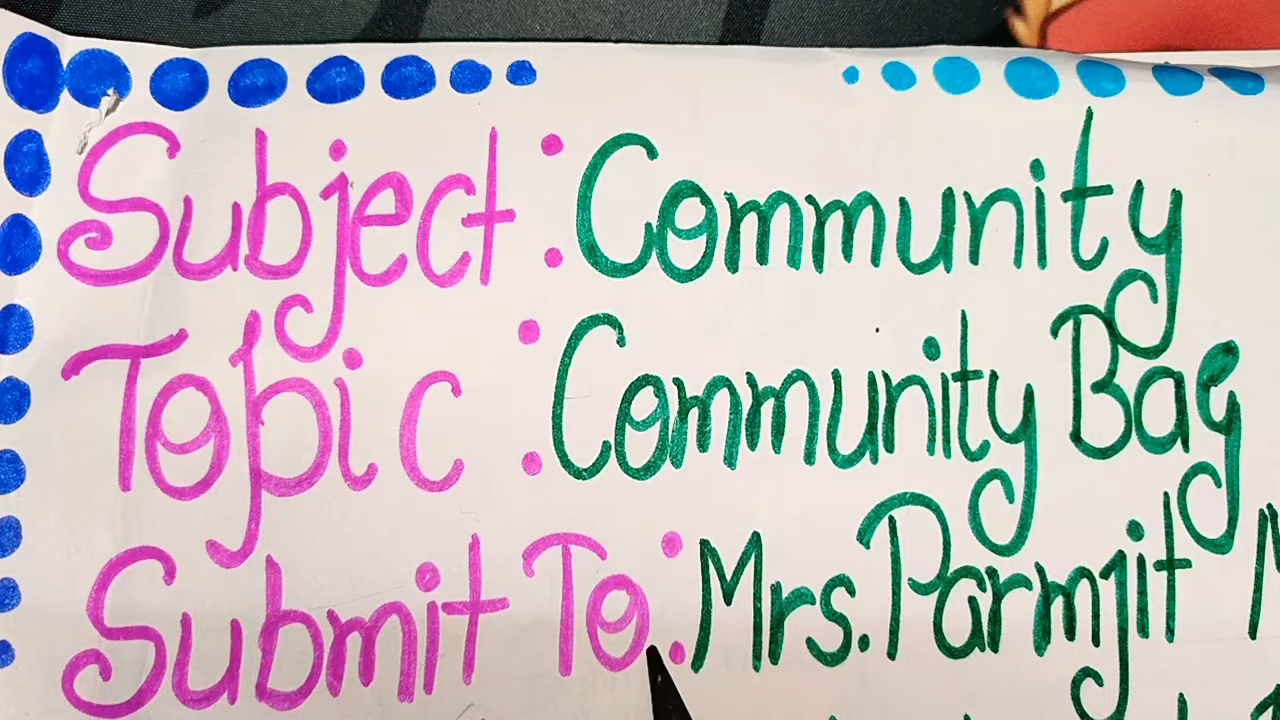 Subject : Community
Topic : Community Bag
Submit To : Mrs. Parmjit